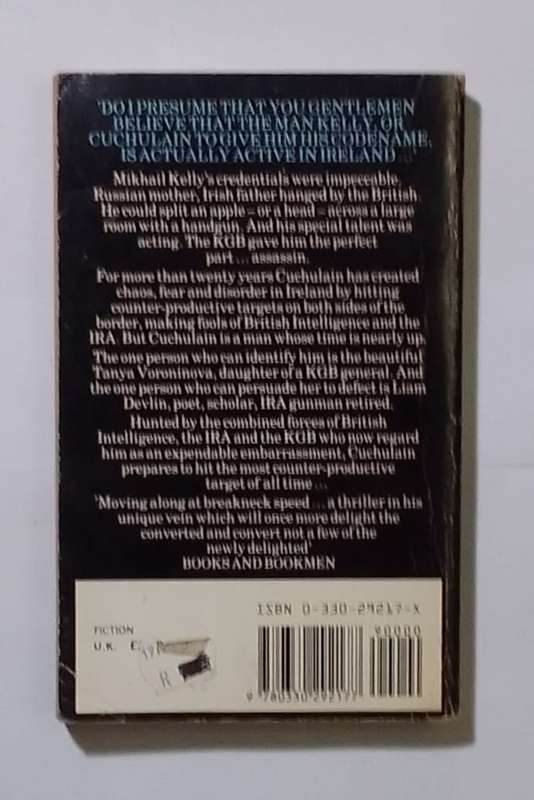 'DO I PRESUME THAT YOU GENTLEMEN
BELIEVE THAT THE MAN KELLY, OR
CUCHULAIN TO GIVE HIM HIS CODENAME,
IS ACTUALLY ACTIVE IN IRELAND ...'
Mikhail Kelly's credentials were impeccable.
Russian mother, Irish father hanged by the British.
He could split an apple – or a head – across a large
room with a handgun. And his special talent was
acting. The KGB gave him the perfect
part ... assassin.
For more than twenty years Cuchulain has created
chaos, fear and disorder in Ireland by hitting
counter-productive targets on both sides of the
border, making fools of British Intelligence and the
IRA. But Cuchulain is a man whose time is nearly up.
The one person who can identify him is the beautiful
Tanya Voroninova, daughter of a KGB general. And
the one person who can persuade her to defect is Liam
Devlin, poet, scholar, IRA gunman retired.
Hunted by the combined forces of British
Intelligence, the IRA and the KGB who now regard
him as an expendable embarrassment, Cuchulain
prepares to hit the most counter-productive
target of all time ...
'Moving along at breakneck speed ... a thriller in his
unique vein which will once more delight the
converted and convert not a few of the
newly delighted'
BOOKS AND BOOKMEN
ISBN 0-330-29217-X
90000
FICTION
U.K. £
R
9 780330 292177